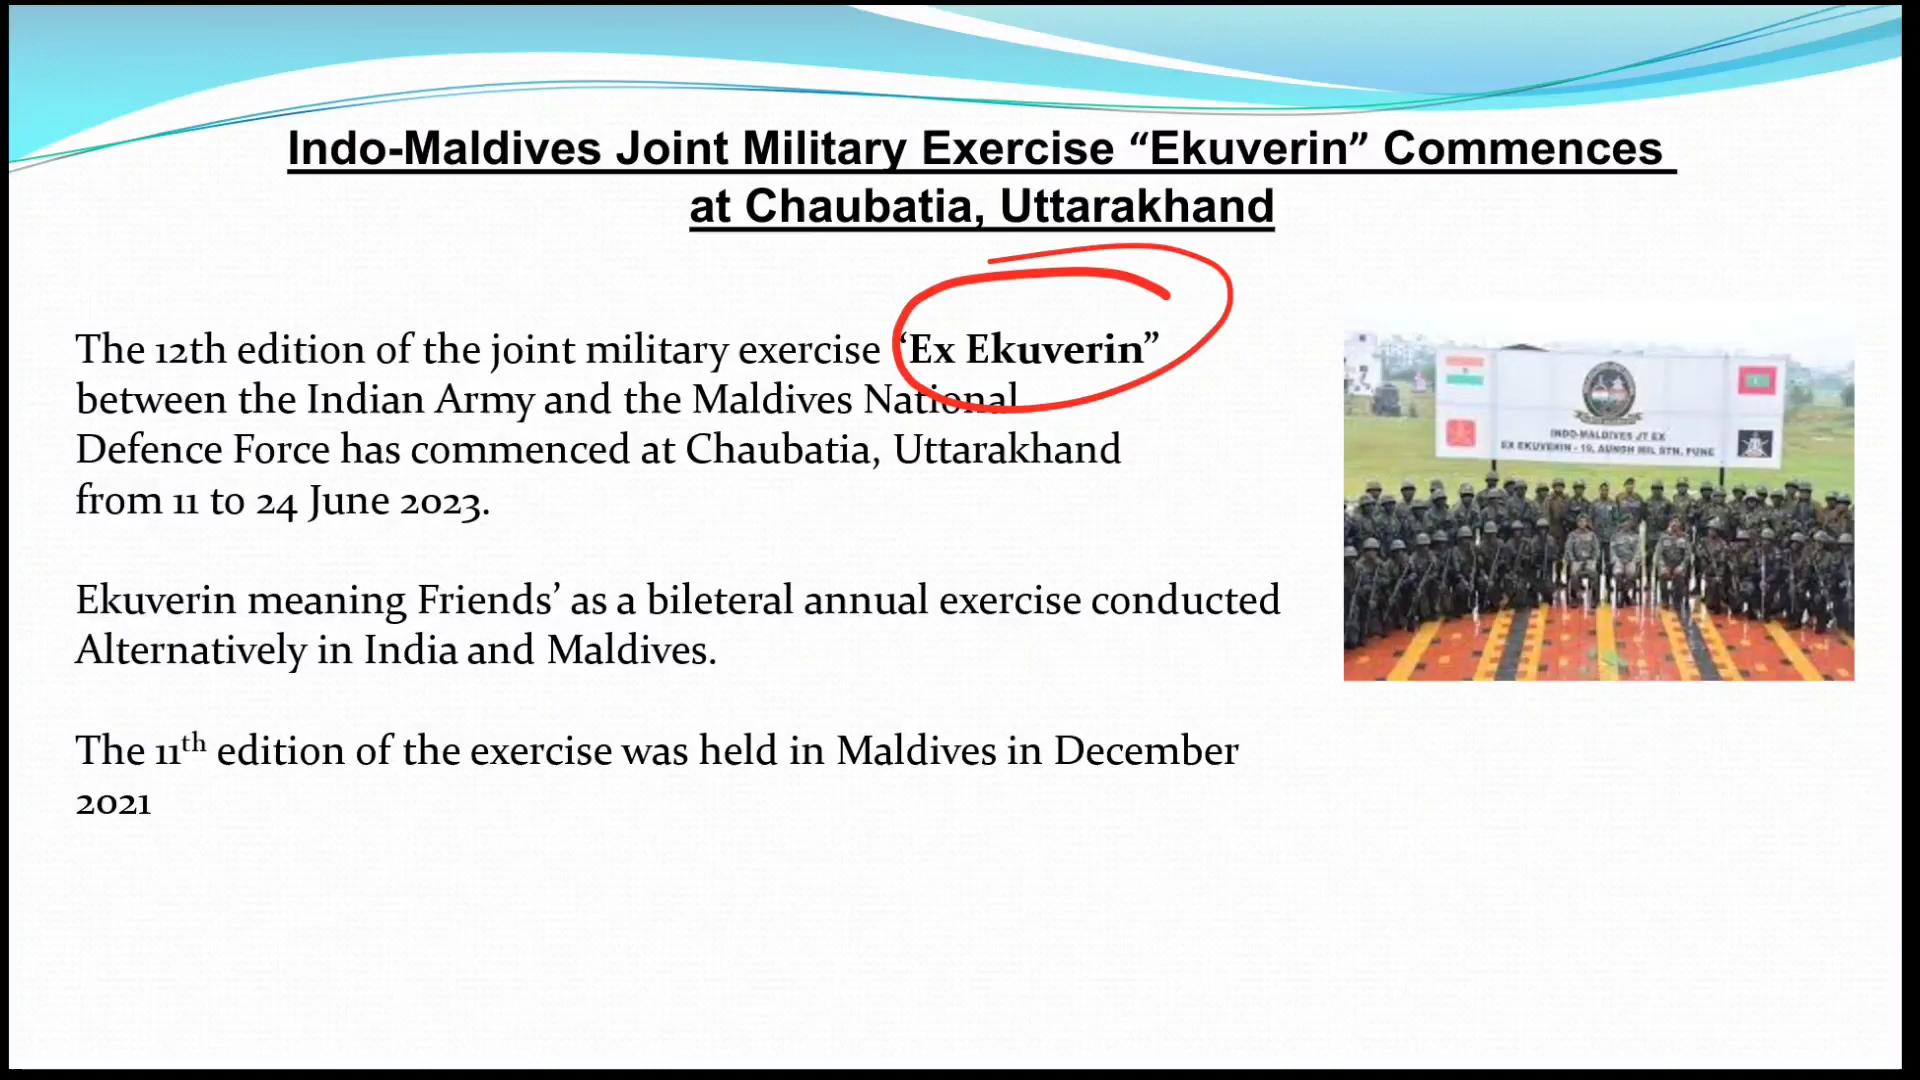 Indo-Maldives Joint Military Exercise “Ekuverin” Commences
at Chaubatia, Uttarakhand
The 12th edition of the joint military exercise “Ex Ekuverin”
between the Indian Army and the Maldives National
Defence Force has commenced at Chaubatia, Uttarakhand
from 11 to 24 June 2023.
Ekuverin meaning Friends’ as a bileteral annual exercise conducted
Alternatively in India and Maldives.
The 11th edition of the exercise was held in Maldives in December
2021
INDO-MALDIVES JT EX
EX EKUVERIN - 19, AUNDH MIL STN, PUNE